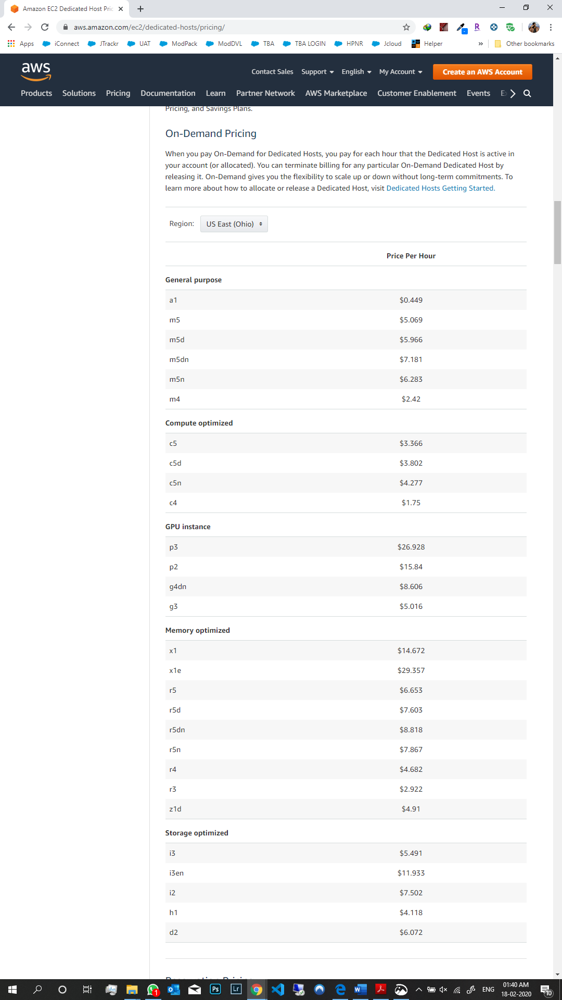 Amazon EC2 Dedicated Host Pric
aws.amazon.com/ec2/dedicated-hosts/pricing/
Apps iConnect JTrackr UAT ModPack ModDVL TBA TBA LOGIN HPNR Jcloud Helper » Other bookmarks
aws
Contact Sales Support English My Account Create an AWS Account
Products Solutions Pricing Documentation Learn Partner Network AWS Marketplace Customer Enablement Events
Pricing, and Savings Plans.
On-Demand Pricing
When you pay On-Demand for Dedicated Hosts, you pay for each hour that the Dedicated Host is active in
your account (or allocated). You can terminate billing for any particular On-Demand Dedicated Host by
releasing it. On-Demand gives you the flexibility to scale up or down without long-term commitments. To
learn more about how to allocate or release a Dedicated Host, visit Dedicated Hosts Getting Started.
Region: US East (Ohio)
Price Per Hour
General purpose
a1 $0.449
m5 $5.069
m5d $5.966
m5dn $7.181
m5n $6.283
m4 $2.42
Compute optimized
c5 $3.366
c5d $3.802
c5n $4.277
c4 $1.75
GPU instance
p3 $26.928
p2 $15.84
g4dn $8.606
g3 $5.016
Memory optimized
x1 $14.672
x1e $29.357
r5 $6.653
r5d $7.603
r5dn $8.818
r5n $7.867
r4 $4.682
r3 $2.922
z1d $4.91
Storage optimized
i3 $5.491
i3en $11.933
i2 $7.502
h1 $4.118
d2 $6.072
1 Ps Lr ENG 01:40 AM
18-02-2020 10